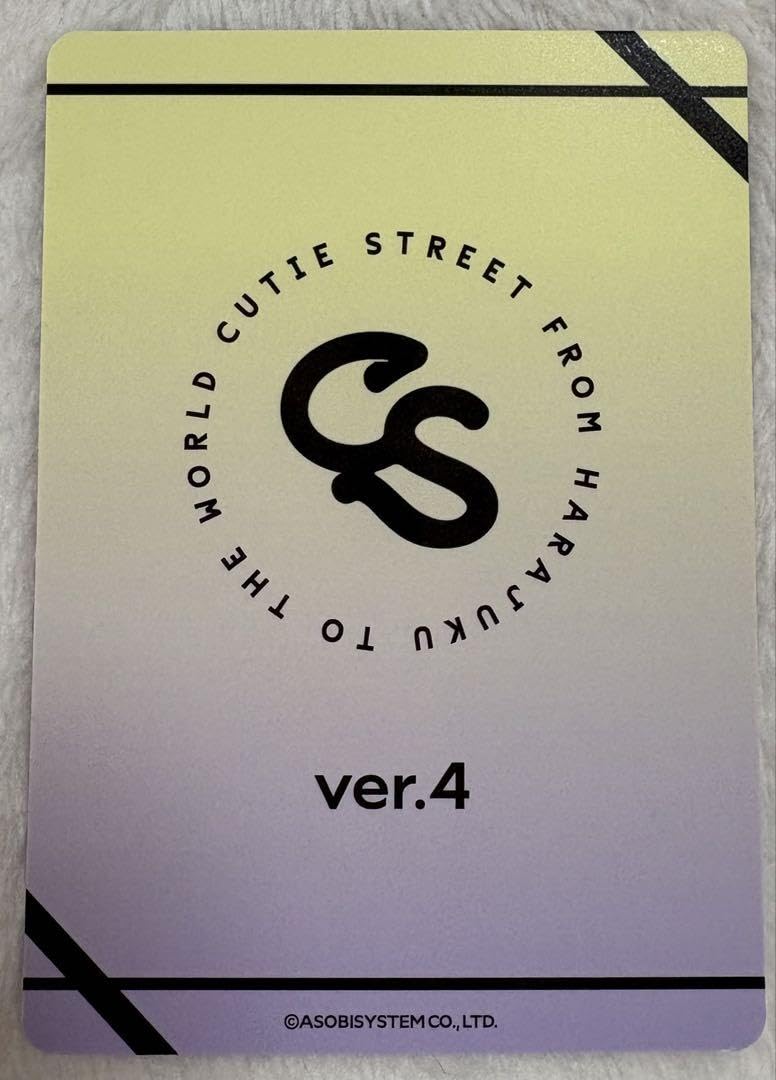 CUTIE STREET FROM HARAJUKU TO THE WORLD
CS
ver.4
©ASOBISYSTEM CO., LTD.